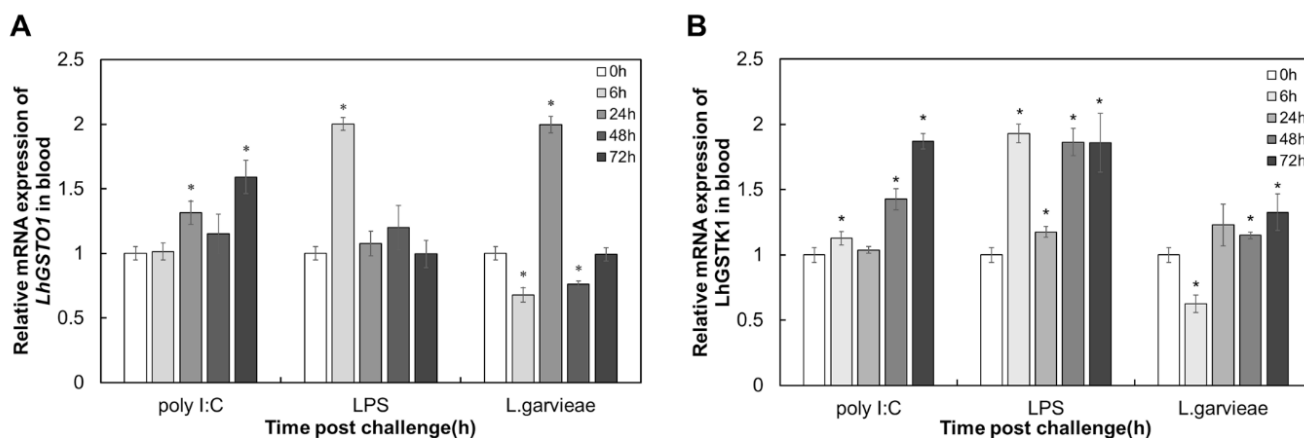 A
Relative mRNA expression of
LhGSTO1 in blood
2.5
2
1.5
1
0.5
0
*
*
*
*
*
*
0h
6h
24h
48h
72h
poly I:C
LPS
L.garvieae
Time post challenge(h)
B
Relative mRNA expression of
LhGSTK1 in blood
2.5
2
1.5
1
0.5
0
*
*
*
*
*
*
*
*
*
*
0h
6h
24h
48h
72h
poly I:C
LPS
L.garvieae
Time post challenge(h)